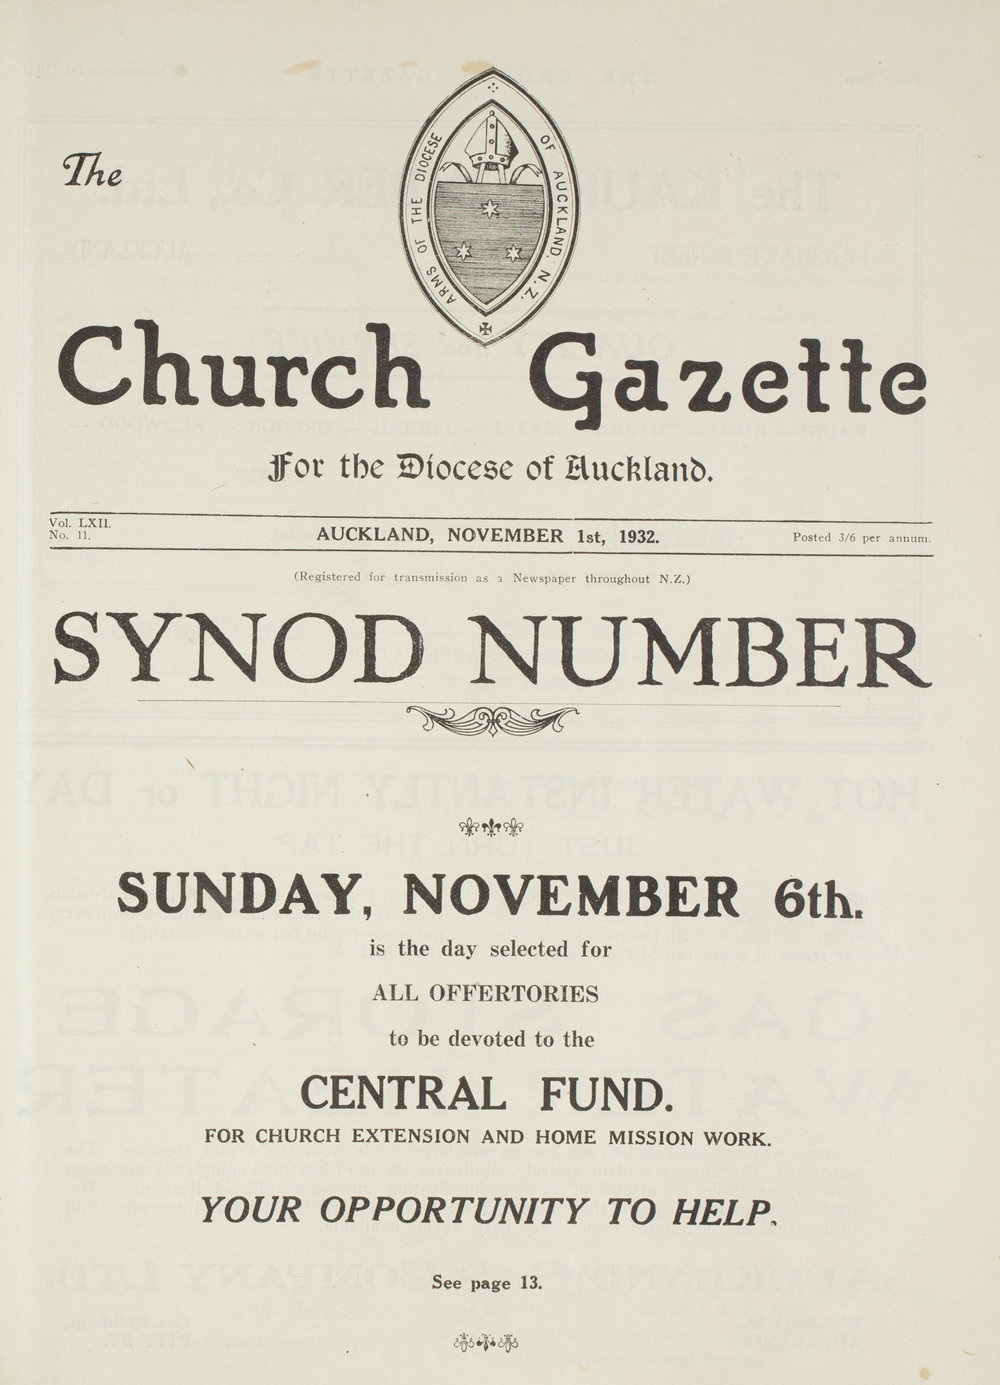 The
ARMS OF THE DIOCESE OF AUCKLAND. N.Z.
Church Gazette
For the Diocese of Auckland.
Vol. LXII.
No. 11.
AUCKLAND, NOVEMBER 1st, 1932.
Posted 3/6 per annum.
(Registered for transmission as a Newspaper throughout N.Z.)
SYNOD NUMBER
SUNDAY, NOVEMBER 6th.
is the day selected for
ALL OFFERTORIES
to be devoted to the
CENTRAL FUND.
FOR CHURCH EXTENSION AND HOME MISSION WORK.
YOUR OPPORTUNITY TO HELP.
See page 13.